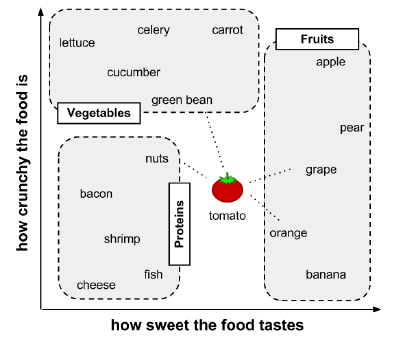 celery
carrot
lettuce
cucumber
green bean
Vegetables
Fruits
apple
pear
grape
orange
banana
tomato
nuts
bacon
shrimp
fish
cheese
Proteins
how crunchy the food is
how sweet the food tastes